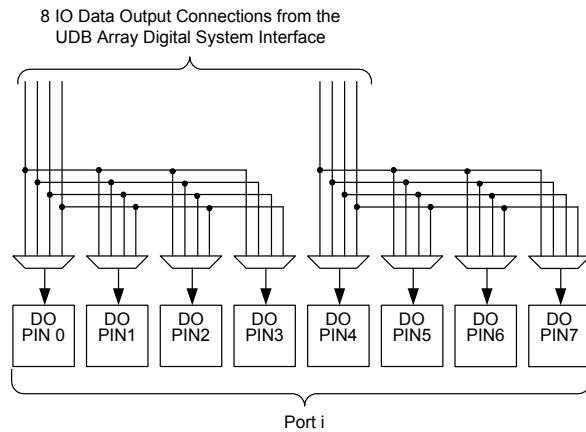 8 IO Data Output Connections from the
UDB Array Digital System Interface
DO
PIN 0
DO
PIN1
DO
PIN2
DO
PIN3
DO
PIN4
DO
PIN5
DO
PIN6
DO
PIN7
Port i